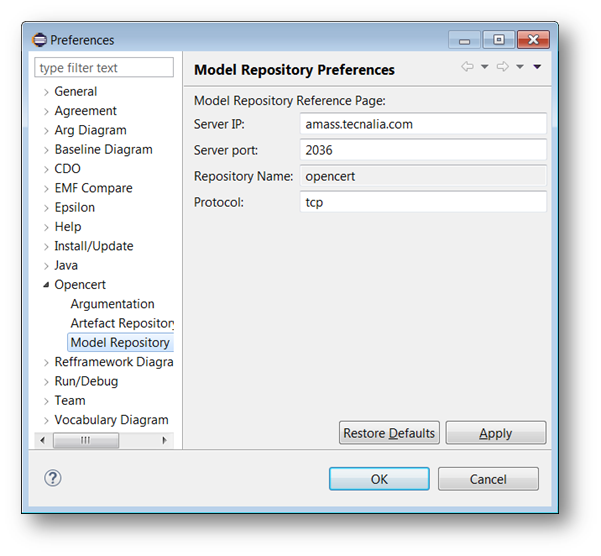 Preferences
type filter text
General
Agreement
Arg Diagram
Baseline Diagram
CDO
EMF Compare
Epsilon
Help
Install/Update
Java
Opencert
Argumentation
Artefact Repository
Model Repository
Refframework Diagra
Run/Debug
Team
Vocabulary Diagram
Model Repository Preferences
Model Repository Reference Page:
Server IP: amass.tecnalia.com
Server port: 2036
Repository Name: opencert
Protocol: tcp
Restore Defaults Apply
OK Cancel